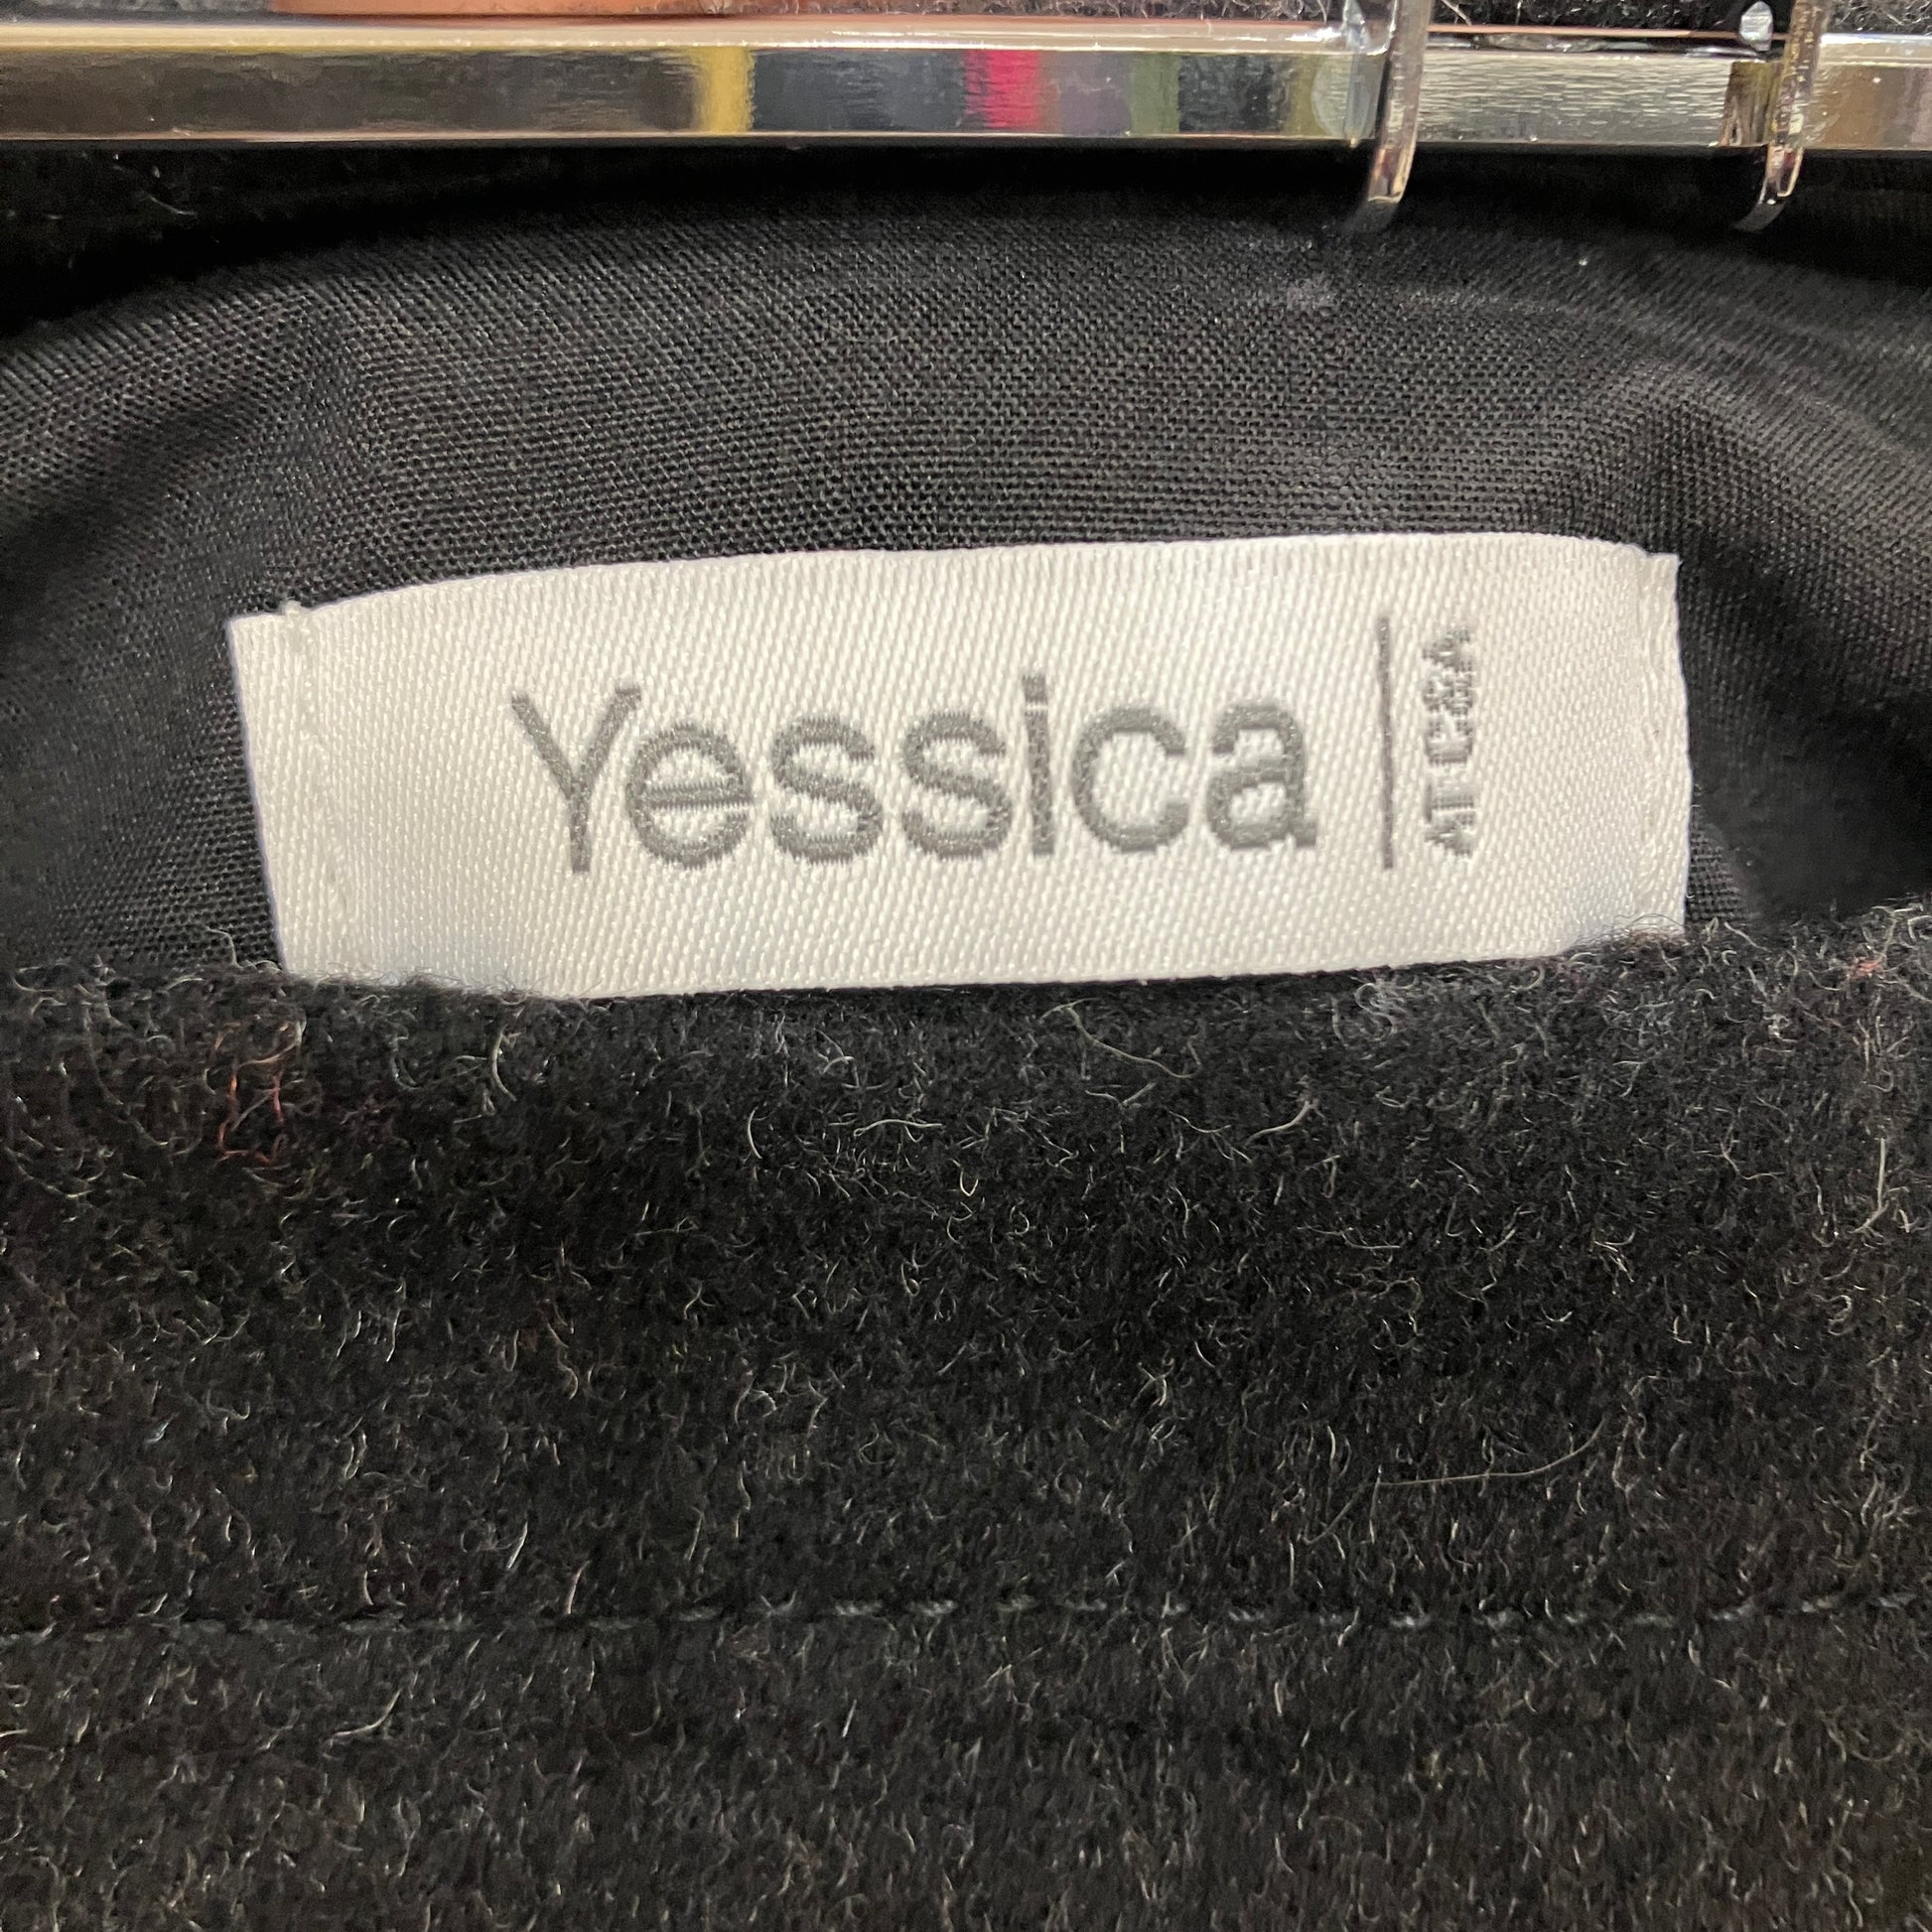 Yessica
AT C&A